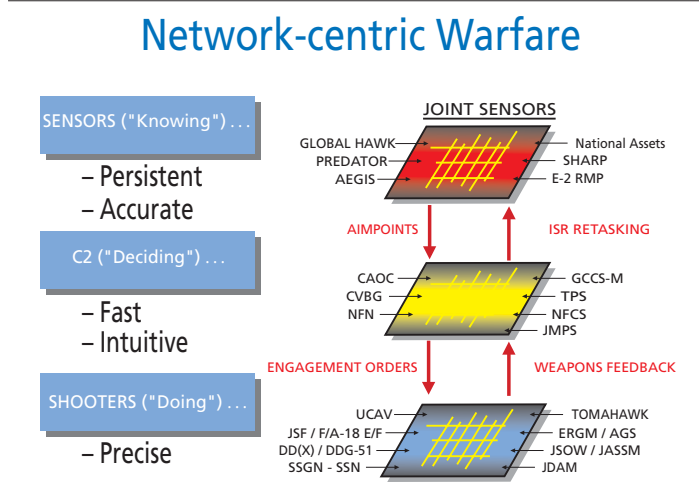 Network-centric Warfare
SENSORS ("Knowing") . . .
– Persistent
– Accurate
C2 ("Deciding") . . .
– Fast
– Intuitive
SHOOTERS ("Doing") . . .
– Precise
JOINT SENSORS
GLOBAL HAWK
PREDATOR
AEGIS
National Assets
SHARP
E-2 RMP
AIMPOINTS
ISR RETASKING
CAOC
CVBG
NFN
GCCS-M
TPS
NFCS
JMPS
ENGAGEMENT ORDERS
WEAPONS FEEDBACK
UCAV
JSF / F/A-18 E/F
DD(X) / DDG-51
SSGN - SSN
TOMAHAWK
ERGM / AGS
JSOW / JASSM
JDAM